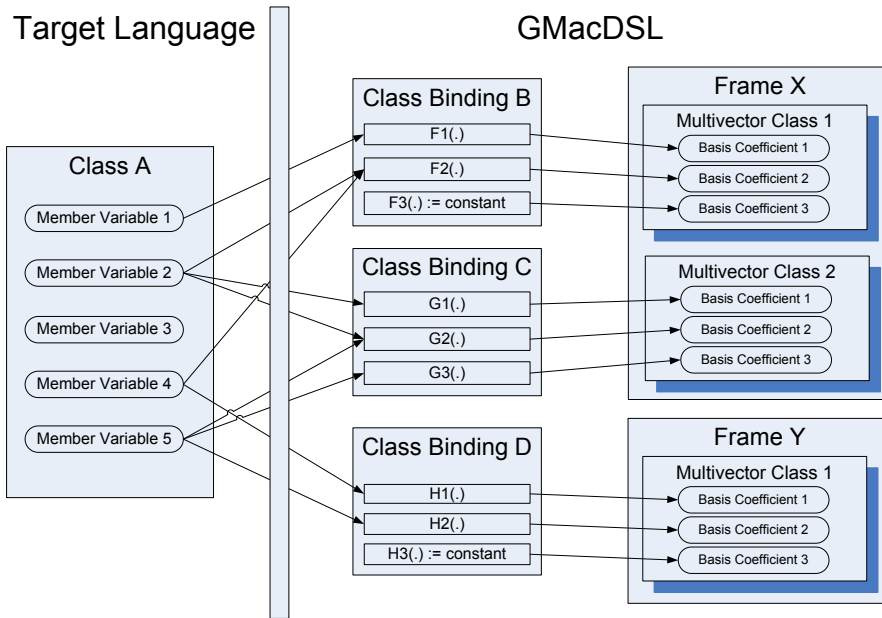 Target Language
GMacDSL
Class A
Member Variable 1
Member Variable 2
Member Variable 3
Member Variable 4
Member Variable 5
Class Binding B
F1(.)
F2(.)
F3(.) := constant
Class Binding C
G1(.)
G2(.)
G3(.)
Class Binding D
H1(.)
H2(.)
H3(.) := constant
Frame X
Multivector Class 1
Basis Coefficient 1
Basis Coefficient 2
Basis Coefficient 3
Multivector Class 2
Basis Coefficient 1
Basis Coefficient 2
Basis Coefficient 3
Frame Y
Multivector Class 1
Basis Coefficient 1
Basis Coefficient 2
Basis Coefficient 3